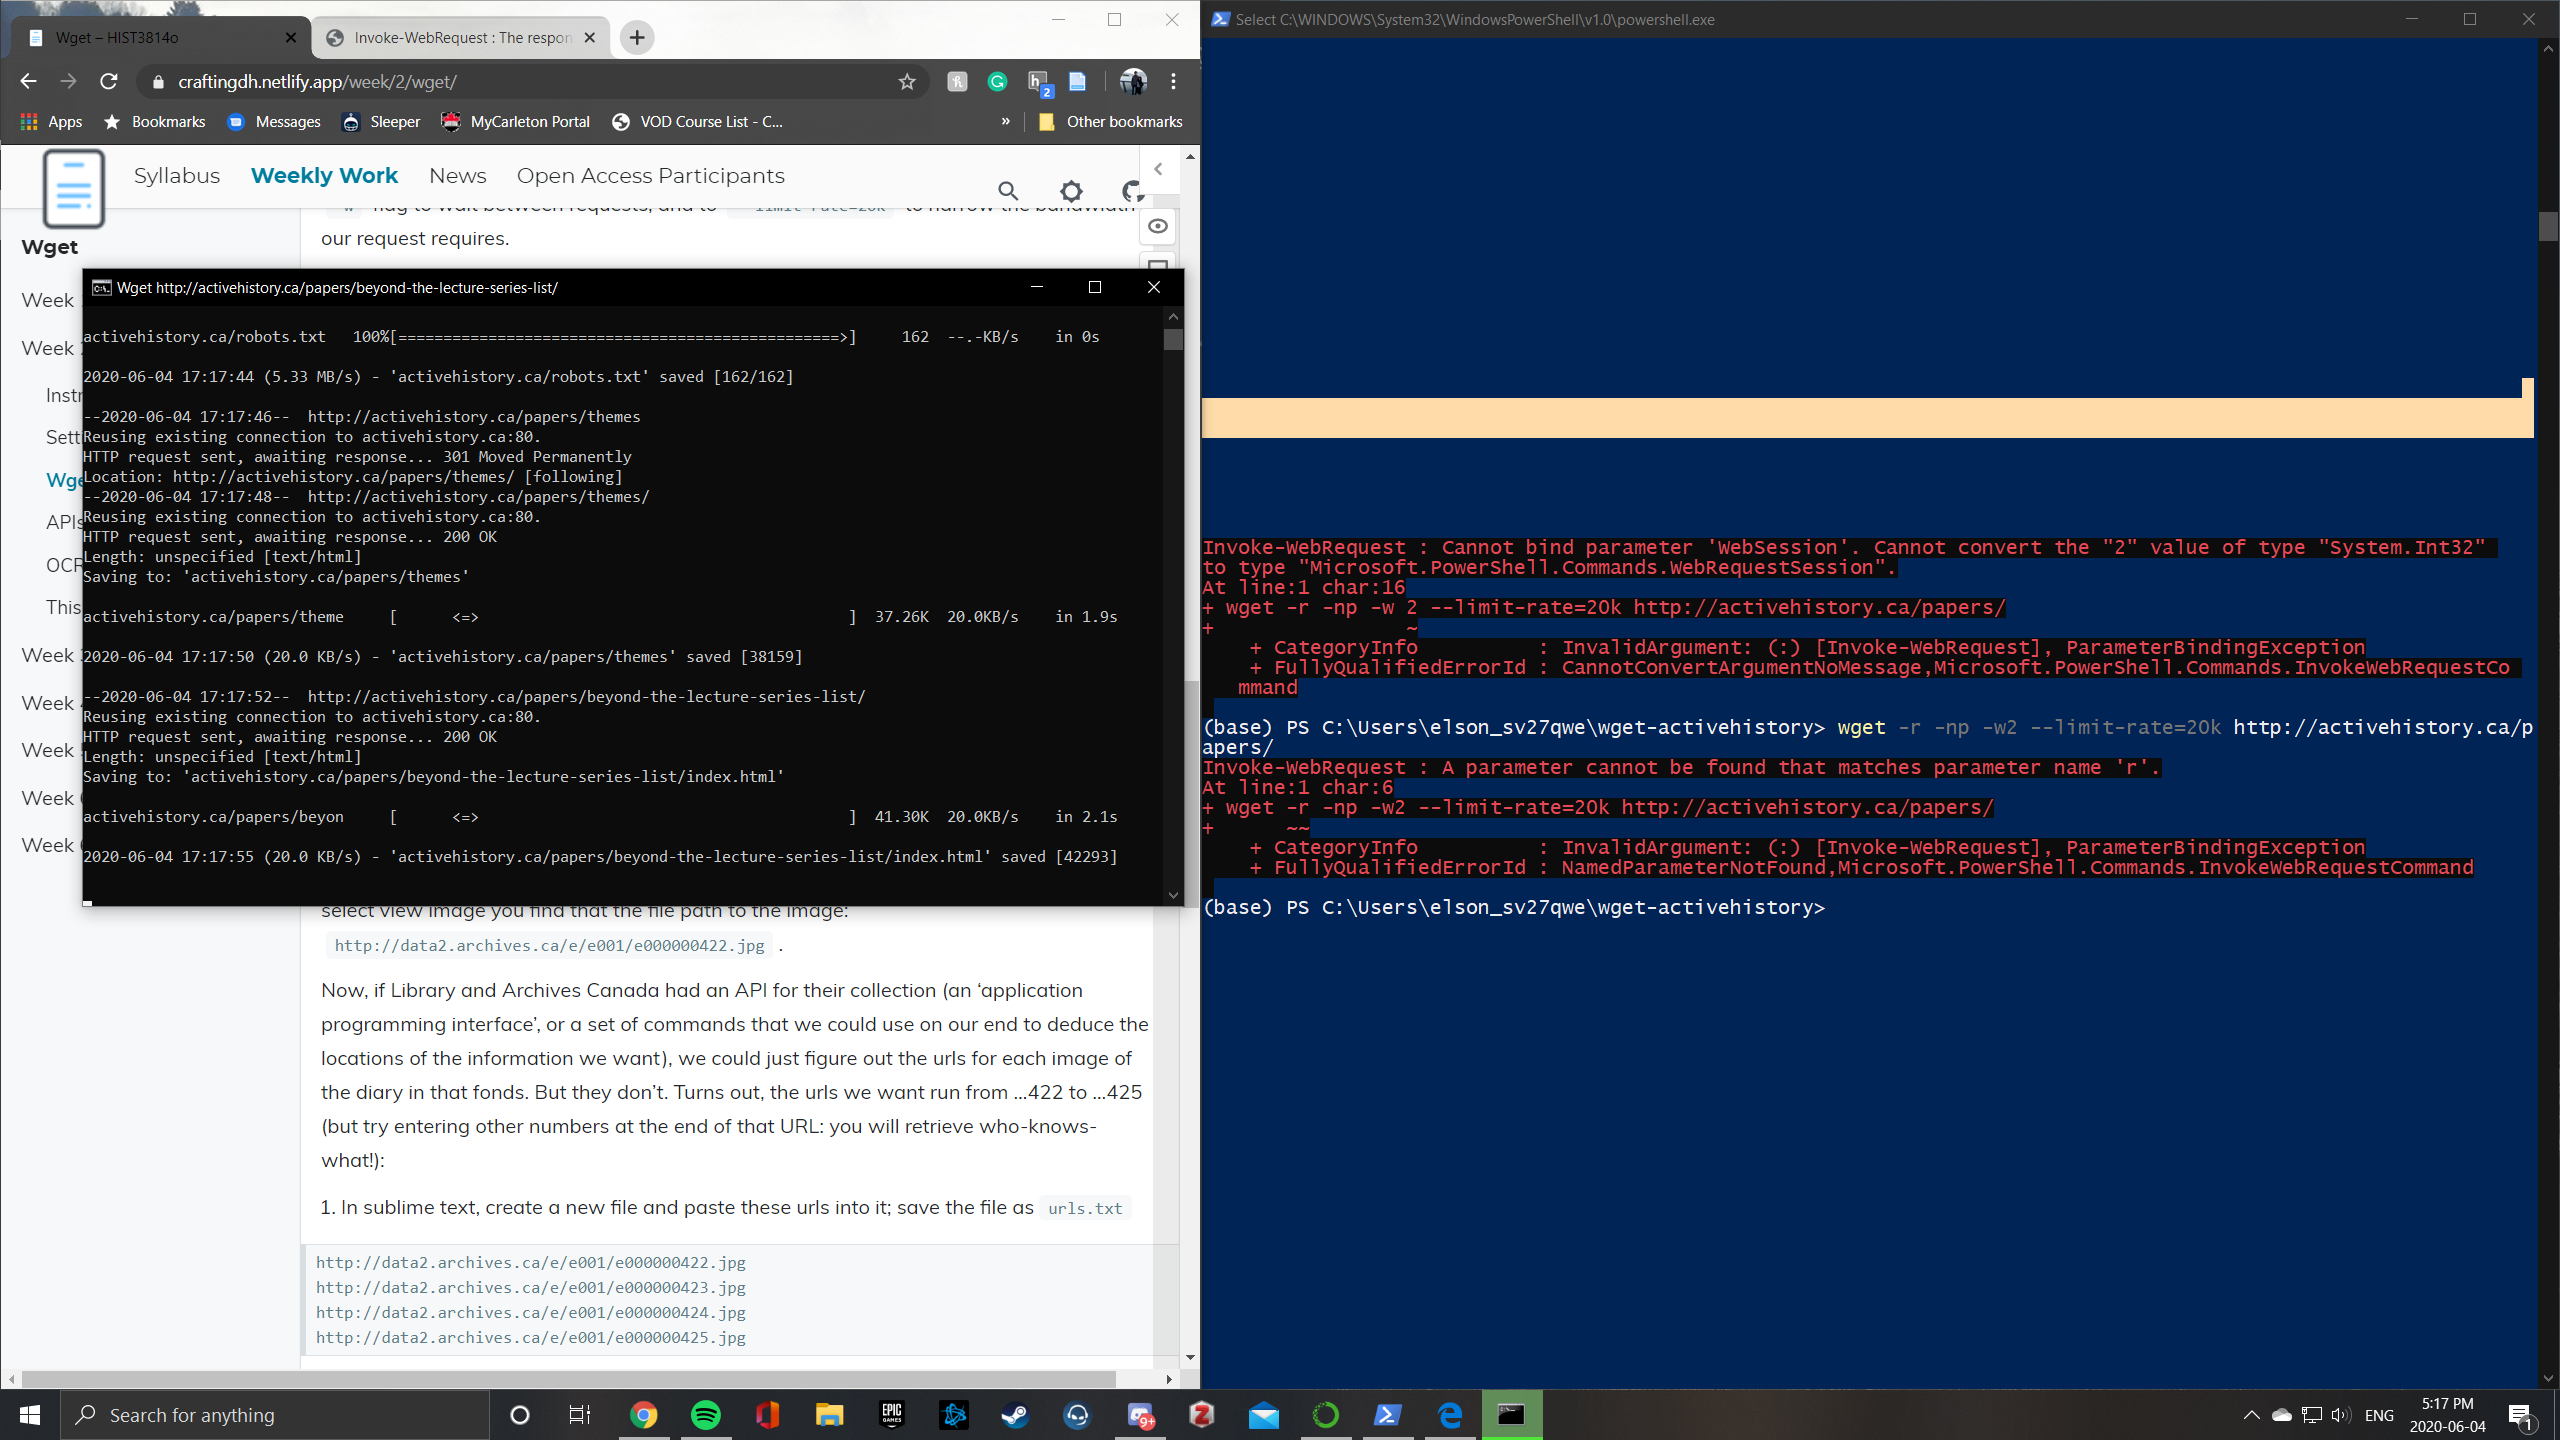 Wget – HIST3814o
Invoke-WebRequest : The respon
craftingdh.netlify.app/week/2/wget/
2
Apps
Bookmarks
Messages
Sleeper
MyCarleton Portal
VOD Course List - C...
»
Other bookmarks
Syllabus
Weekly Work
News
Open Access Participants
our request requires.
Wget
Week
Week
Instr
Setti
Wge
APIs
OCR
This
Week
Week
Week
Week
Week
Wget http://activehistory.ca/papers/beyond-the-lecture-series-list/
activehistory.ca/robots.txt   100%[================================================>]     162  --.-KB/s    in 0s
2020-06-04 17:17:44 (5.33 MB/s) - 'activehistory.ca/robots.txt' saved [162/162]
--2020-06-04 17:17:46--  http://activehistory.ca/papers/themes
Reusing existing connection to activehistory.ca:80.
HTTP request sent, awaiting response... 301 Moved Permanently
Location: http://activehistory.ca/papers/themes/ [following]
--2020-06-04 17:17:48--  http://activehistory.ca/papers/themes/
Reusing existing connection to activehistory.ca:80.
HTTP request sent, awaiting response... 200 OK
Length: unspecified [text/html]
Saving to: 'activehistory.ca/papers/themes'
activehistory.ca/papers/theme     [      <=>                                         ]  37.26K  20.0KB/s    in 1.9s
2020-06-04 17:17:50 (20.0 KB/s) - 'activehistory.ca/papers/themes' saved [38159]
--2020-06-04 17:17:52--  http://activehistory.ca/papers/beyond-the-lecture-series-list/
Reusing existing connection to activehistory.ca:80.
HTTP request sent, awaiting response... 200 OK
Length: unspecified [text/html]
Saving to: 'activehistory.ca/papers/beyond-the-lecture-series-list/index.html'
activehistory.ca/papers/beyon     [      <=>                                         ]  41.30K  20.0KB/s    in 2.1s
2020-06-04 17:17:55 (20.0 KB/s) - 'activehistory.ca/papers/beyond-the-lecture-series-list/index.html' saved [42293]
select view image you find that the file path to the image:
http://data2.archives.ca/e/e001/e000000422.jpg .
Now, if Library and Archives Canada had an API for their collection (an ‘application
programming interface’, or a set of commands that we could use on our end to deduce the
locations of the information we want), we could just figure out the urls for each image of
the diary in that fonds. But they don’t. Turns out, the urls we want run from …422 to …425
(but try entering other numbers at the end of that URL: you will retrieve who-knows-
what!):
1. In sublime text, create a new file and paste these urls into it; save the file as urls.txt
http://data2.archives.ca/e/e001/e000000422.jpg
http://data2.archives.ca/e/e001/e000000423.jpg
http://data2.archives.ca/e/e001/e000000424.jpg
http://data2.archives.ca/e/e001/e000000425.jpg
Select C:\WINDOWS\System32\WindowsPowerShell\v1.0\powershell.exe
Invoke-WebRequest : Cannot bind parameter 'WebSession'. Cannot convert the "2" value of type "System.Int32"
to type "Microsoft.PowerShell.Commands.WebRequestSession".
At line:1 char:16
+ wget -r -np -w 2 --limit-rate=20k http://activehistory.ca/papers/
+                ~
    + CategoryInfo          : InvalidArgument: (:) [Invoke-WebRequest], ParameterBindingException
    + FullyQualifiedErrorId : CannotConvertArgumentNoMessage,Microsoft.PowerShell.Commands.InvokeWebRequestCo
   mmand
(base) PS C:\Users\elson_sv27qwe\wget-activehistory> wget -r -np -w2 --limit-rate=20k http://activehistory.ca/p
apers/
Invoke-WebRequest : A parameter cannot be found that matches parameter name 'r'.
At line:1 char:6
+ wget -r -np -w2 --limit-rate=20k http://activehistory.ca/papers/
+      ~~
    + CategoryInfo          : InvalidArgument: (:) [Invoke-WebRequest], ParameterBindingException
    + FullyQualifiedErrorId : NamedParameterNotFound,Microsoft.PowerShell.Commands.InvokeWebRequestCommand
(base) PS C:\Users\elson_sv27qwe\wget-activehistory>
Search for anything
EPIC GAMES
9+
ENG
5:17 PM
2020-06-04
1